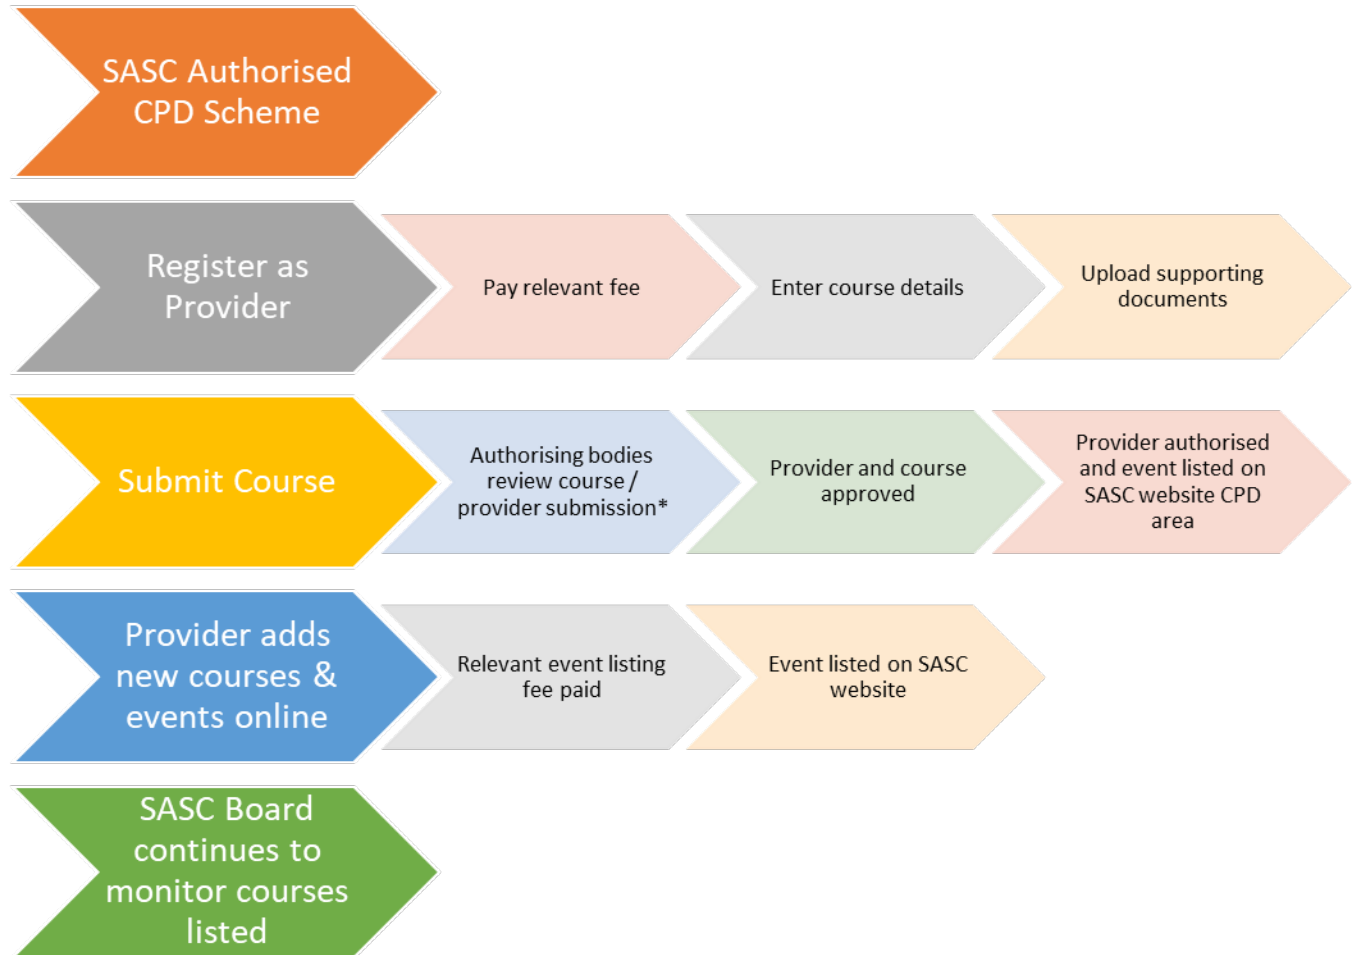 SASC Authorised
CPD Scheme
Register as
Provider
Pay relevant fee
Enter course details
Upload supporting
documents
Submit Course
Authorising bodies
review course /
provider submission*
Provider and course
approved
Provider authorised
and event listed on
SASC website CPD
area
Provider adds
new courses &
events online
Relevant event listing
fee paid
Event listed on SASC
website
SASC Board
continues to
monitor courses
listed